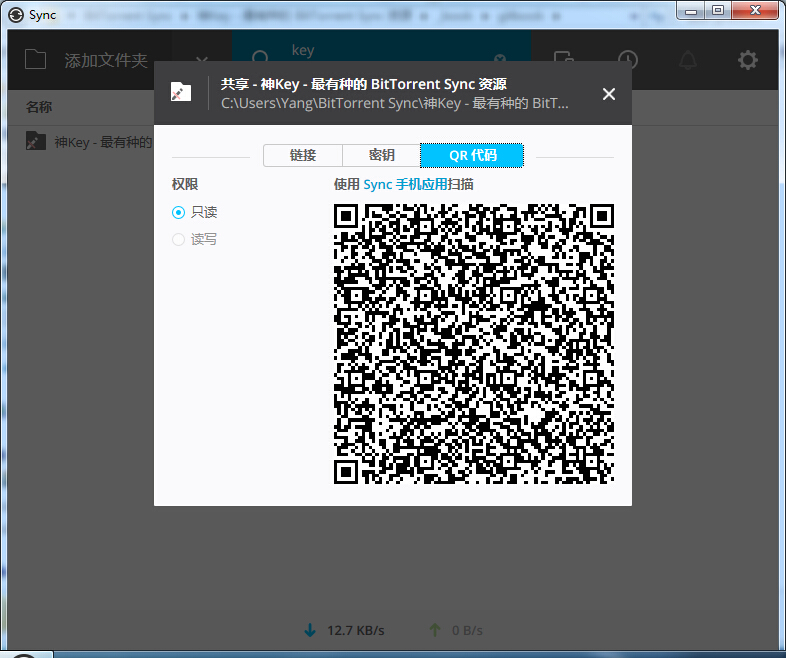 Sync
添加文件夹
key
名称
神Key - 最有种的
共享 - 神Key - 最有种的 BitTorrent Sync 资源
C:\Users\Yang\BitTorrent Sync\神Key - 最有种的 BitT...
链接
密钥
QR 代码
权限
只读
读写
使用 Sync 手机应用扫描
12.7 KB/s
0 B/s